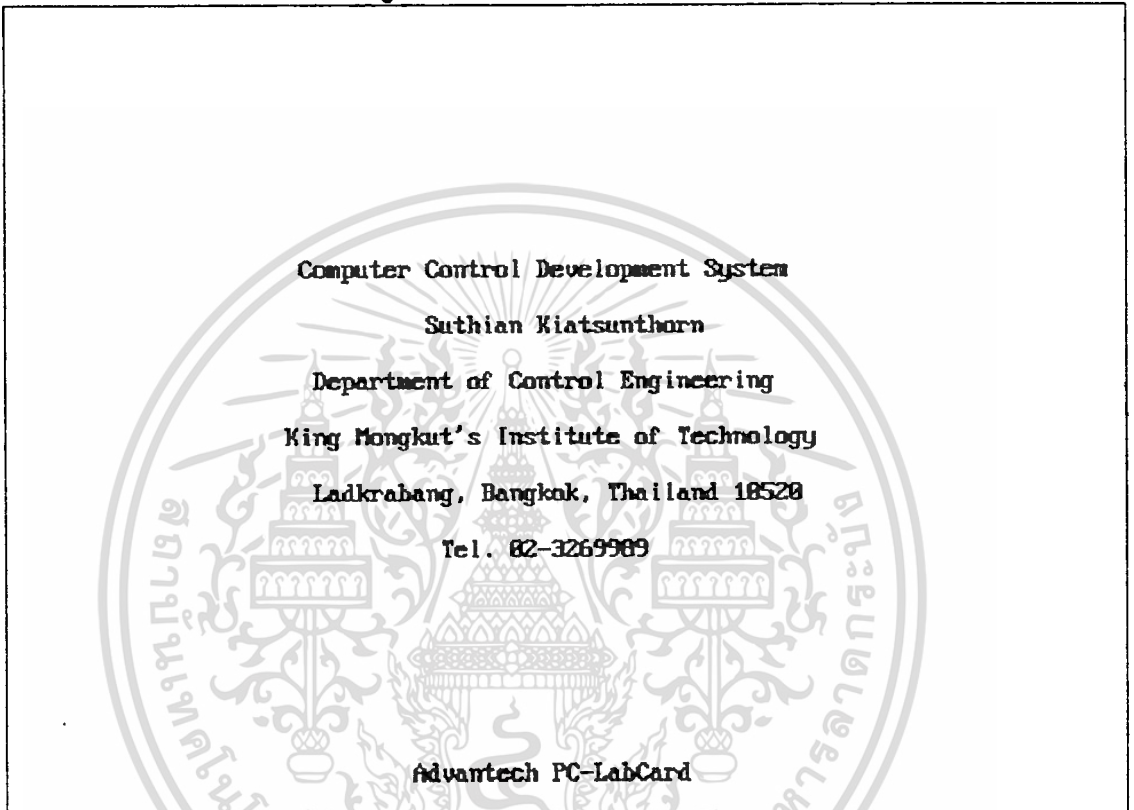 Computer Control Development System
Suthian Kiatsunthorn
Department of Control Engineering
King Mongkut's Institute of Technology
Ladkrabang, Bangkok, Thailand 10520
Tel. 02-3269989
Advantech PC-LabCard